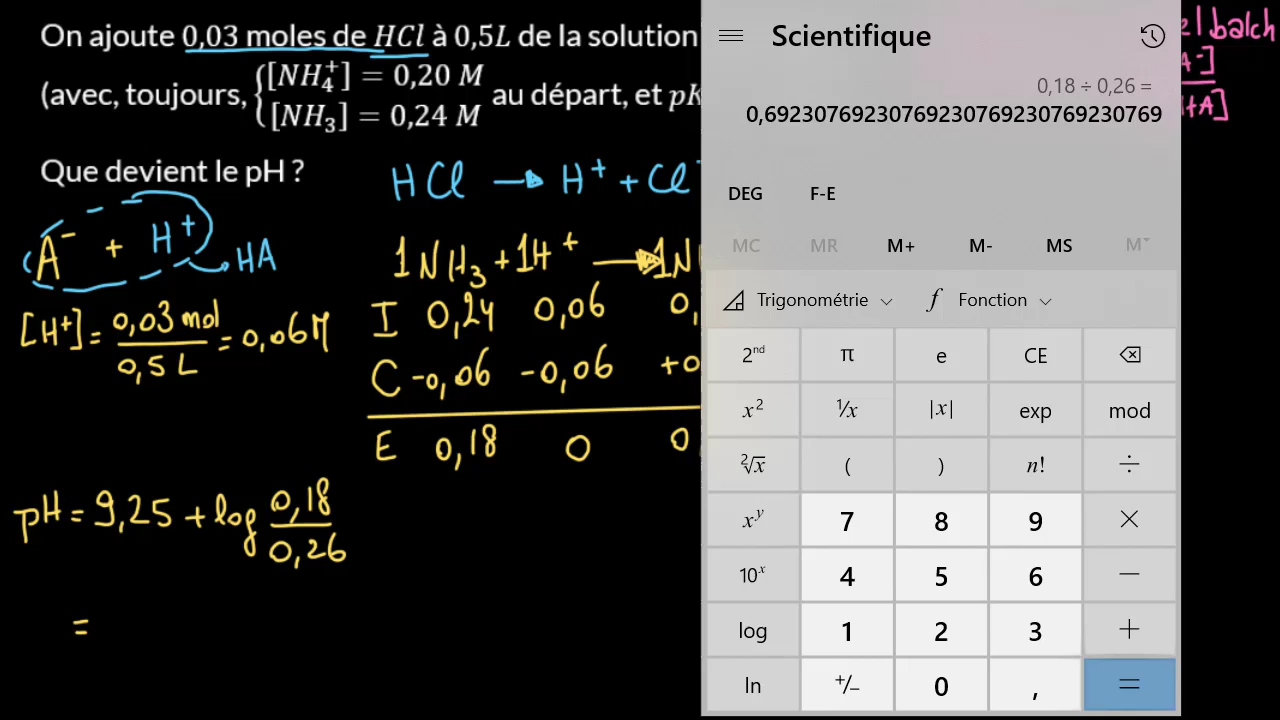 On ajoute 0,03 moles de HCl à 0,5L de la solution
(avec, toujours, { [NH₄⁺] = 0,20 M
[NH₃] = 0,24 M au départ, et pK
Que devient le pH ?
HCl → H⁺ + Cl⁻
A⁻ + H⁺ → HA
1NH₃ + 1H⁺ → 1N
[H⁺] = 0,03 mol / 0,5 L = 0,06M
I 0,24 0,06 0,
C -0,06 -0,06 +0
E 0,18 0 0,
pH = 9,25 + log 0,18 / 0,26
=
balch
A⁻]
HA]
Scientifique
0,18 ÷ 0,26 =
0,69230769230769230769230769230769
DEG F-E
MC MR M+ M- MS M˅
Trigonométrie Fonction
2ⁿᵈ π e CE
x² ¹/x |x| exp mod
²√x ( ) n! ÷
xʸ 7 8 9 ×
10ˣ 4 5 6 −
log 1 2 3 +
ln +/− 0 , =